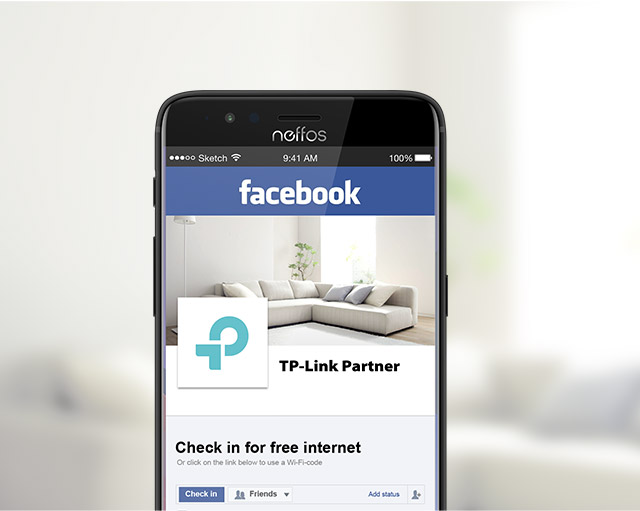 neffos
Sketch 9:41 AM 100%
facebook
TP-Link Partner
Check in for free internet
Or click on the link below to use a Wi-Fi-code
Check in Friends Add status